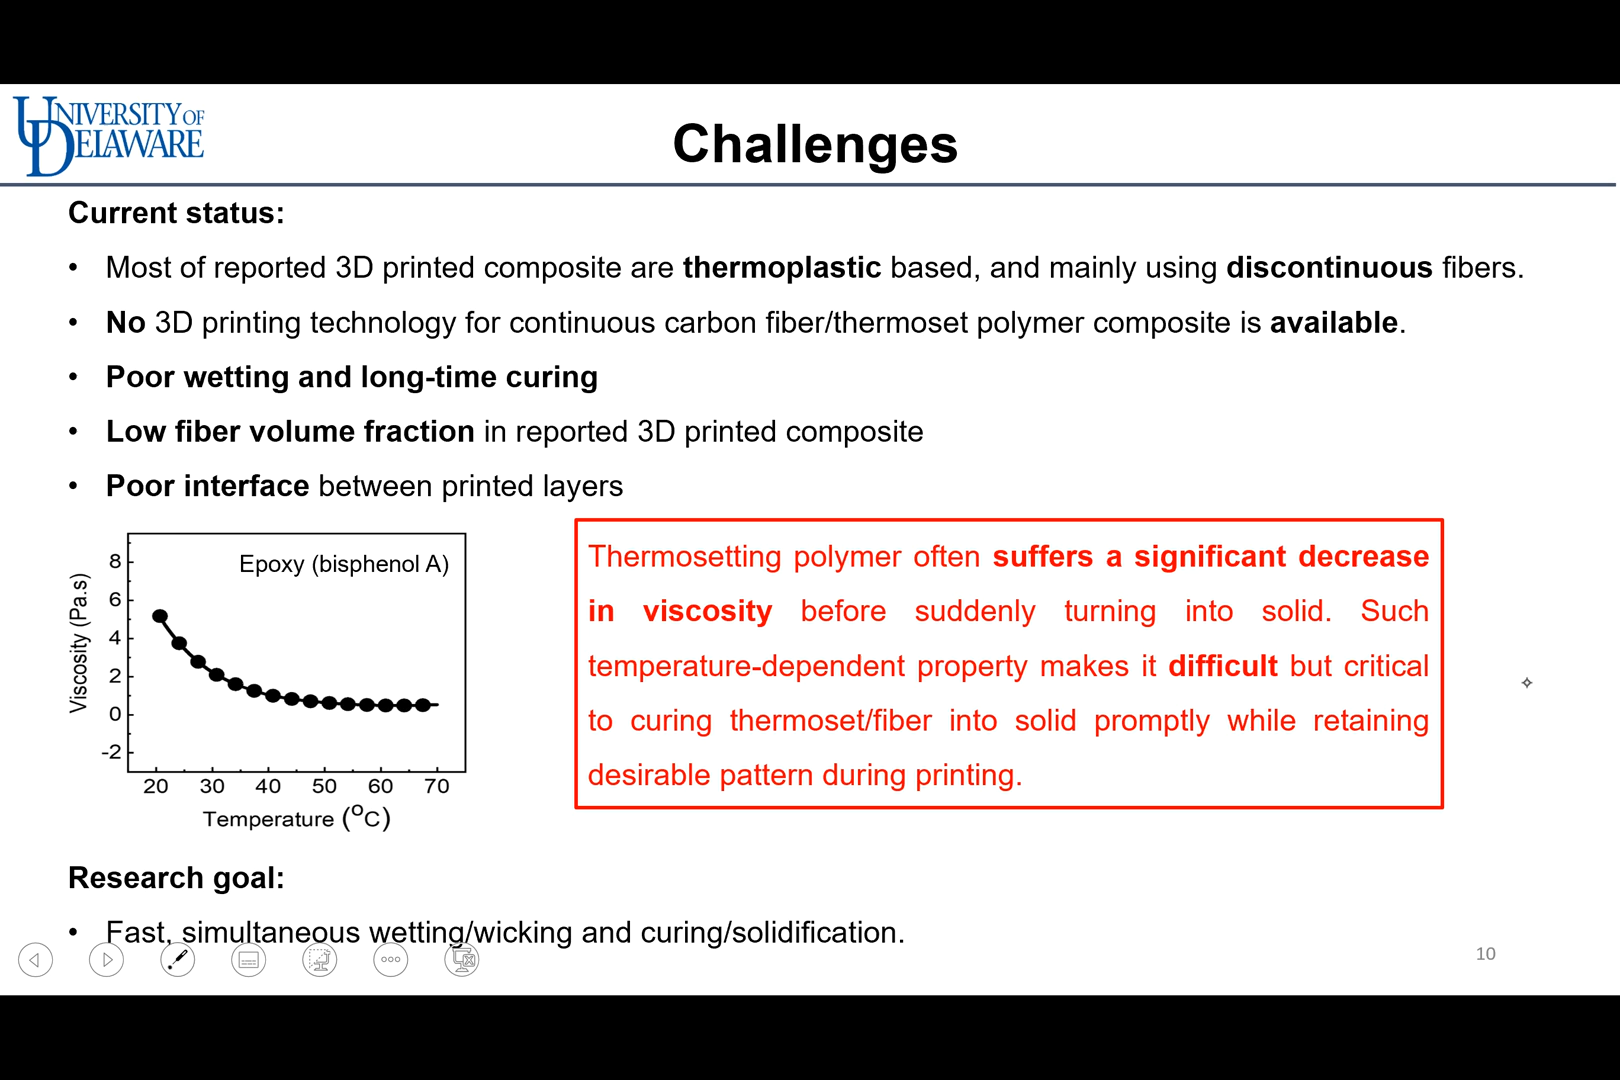 UNIVERSITY OF
DELAWARE
Challenges
Current status:
• Most of reported 3D printed composite are thermoplastic based, and mainly using discontinuous fibers.
• No 3D printing technology for continuous carbon fiber/thermoset polymer composite is available.
• Poor wetting and long-time curing
• Low fiber volume fraction in reported 3D printed composite
• Poor interface between printed layers
Epoxy (bisphenol A)
Viscosity (Pa.s)
8
6
4
2
0
-2
20 30 40 50 60 70
Temperature (°C)
Thermosetting polymer often suffers a significant decrease
in viscosity before suddenly turning into solid. Such
temperature-dependent property makes it difficult but critical
to curing thermoset/fiber into solid promptly while retaining
desirable pattern during printing.
Research goal:
• Fast, simultaneous wetting/wicking and curing/solidification.
10